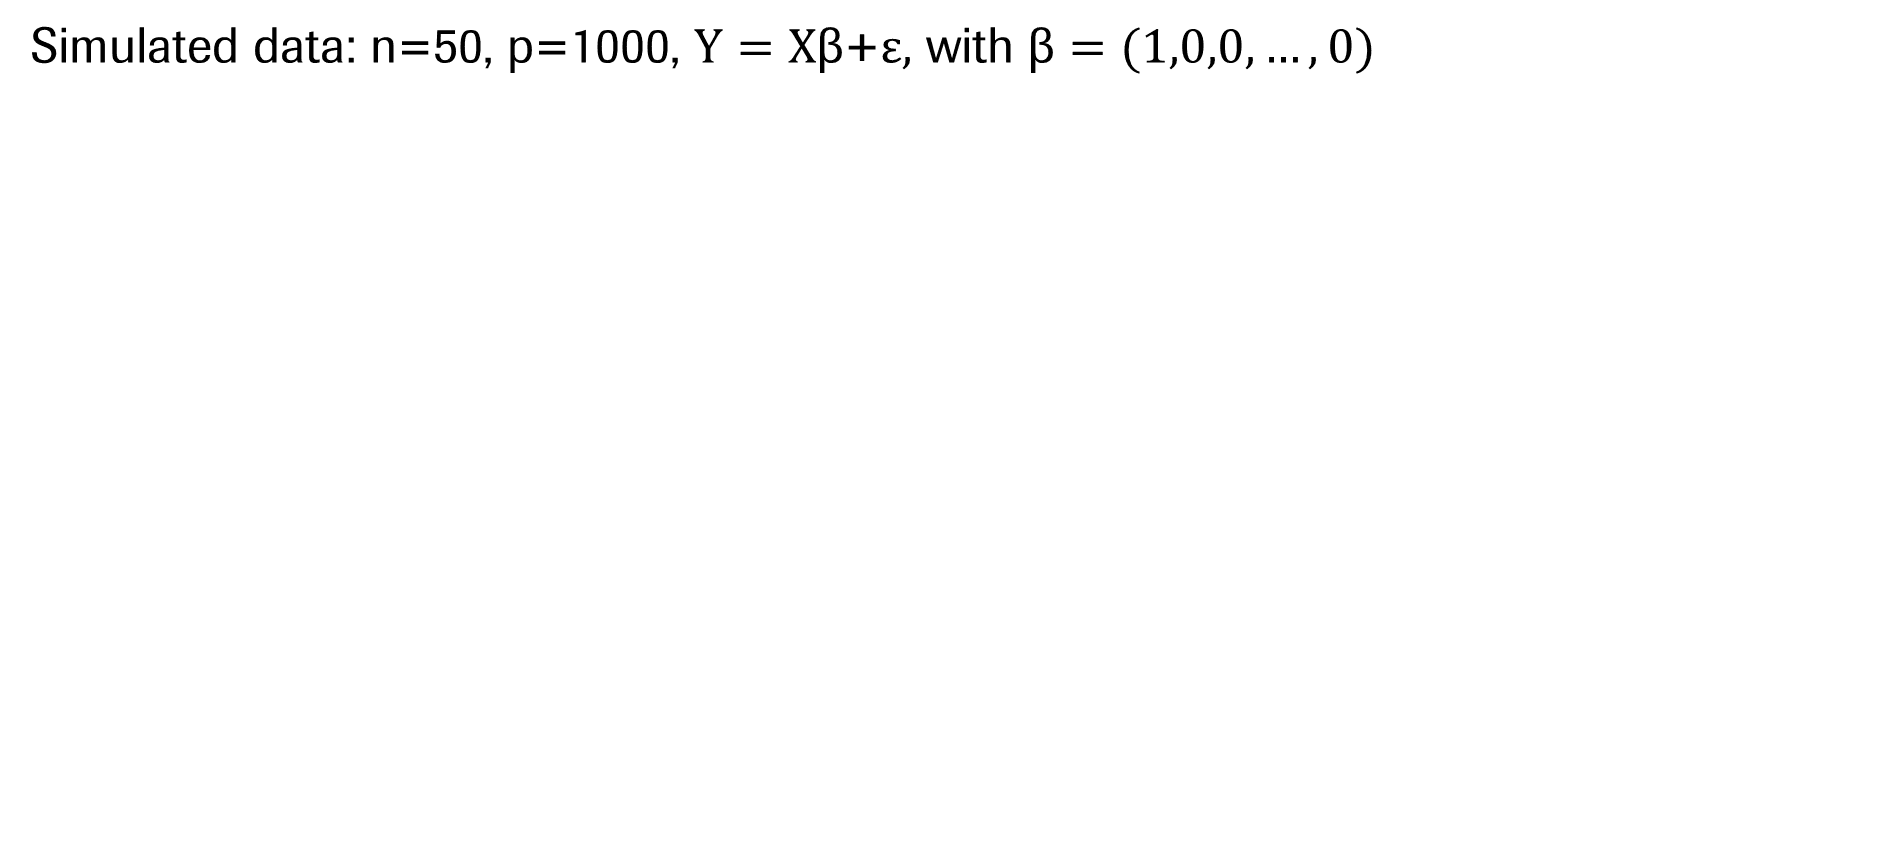 Simulated data: n=50, p=1000, Y = Xβ+ε, with β = (1,0,0, … , 0)